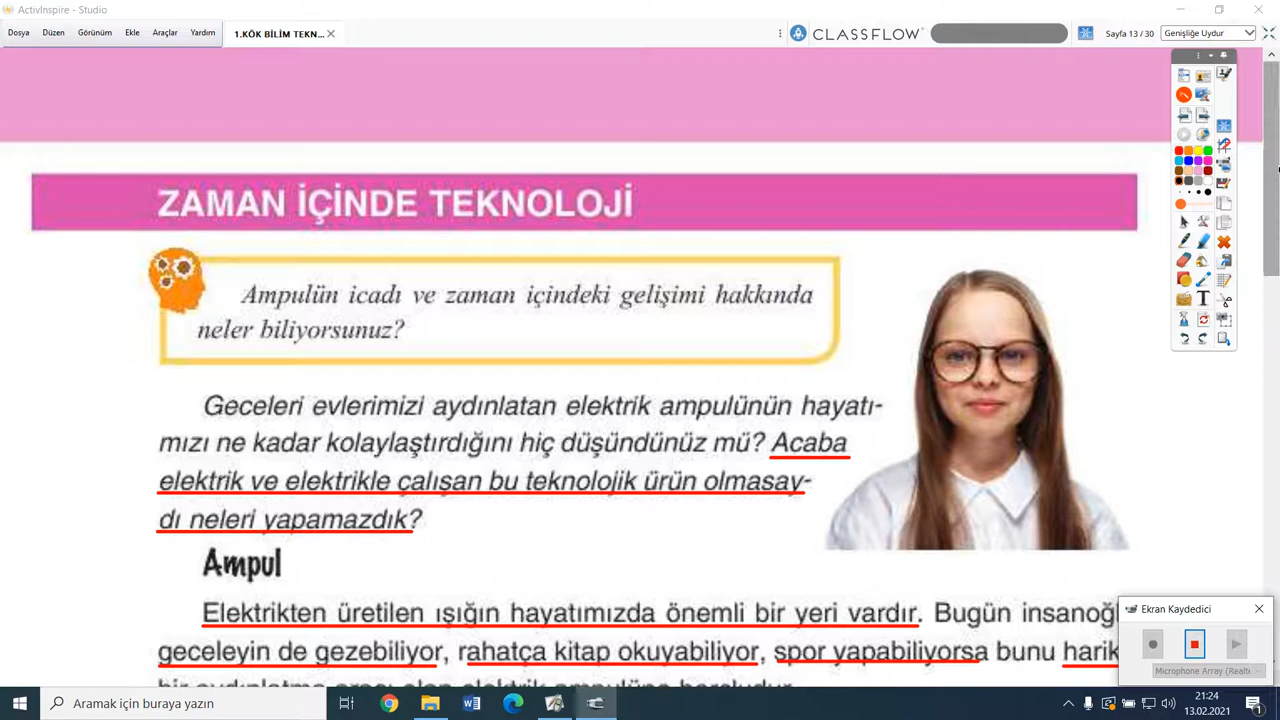 ActivInspire - Studio
Dosya Düzen Görünüm Ekle Araçlar Yardım
1.KÖK BİLİM TEKN...
CLASSFLOW
Sayfa 13 / 30
Genişliğe Uydur
ZAMAN İÇİNDE TEKNOLOJİ
Ampulün icadı ve zaman içindeki gelişimi hakkında
neler biliyorsunuz?
Geceleri evlerimizi aydınlatan elektrik ampulünün hayatı-
mızı ne kadar kolaylaştırdığını hiç düşündünüz mü? Acaba
elektrik ve elektrikle çalışan bu teknolojik ürün olmasay-
dı neleri yapamazdık?
Ampul
Elektrikten üretilen ışığın hayatımızda önemli bir yeri vardır. Bugün insanoğl
geceleyin de gezebiliyor, rahatça kitap okuyabiliyor, spor yapabiliyorsa bunu harik
Ekran Kaydedici
Microphone Array (Realte
Aramak için buraya yazın
21:24
13.02.2021